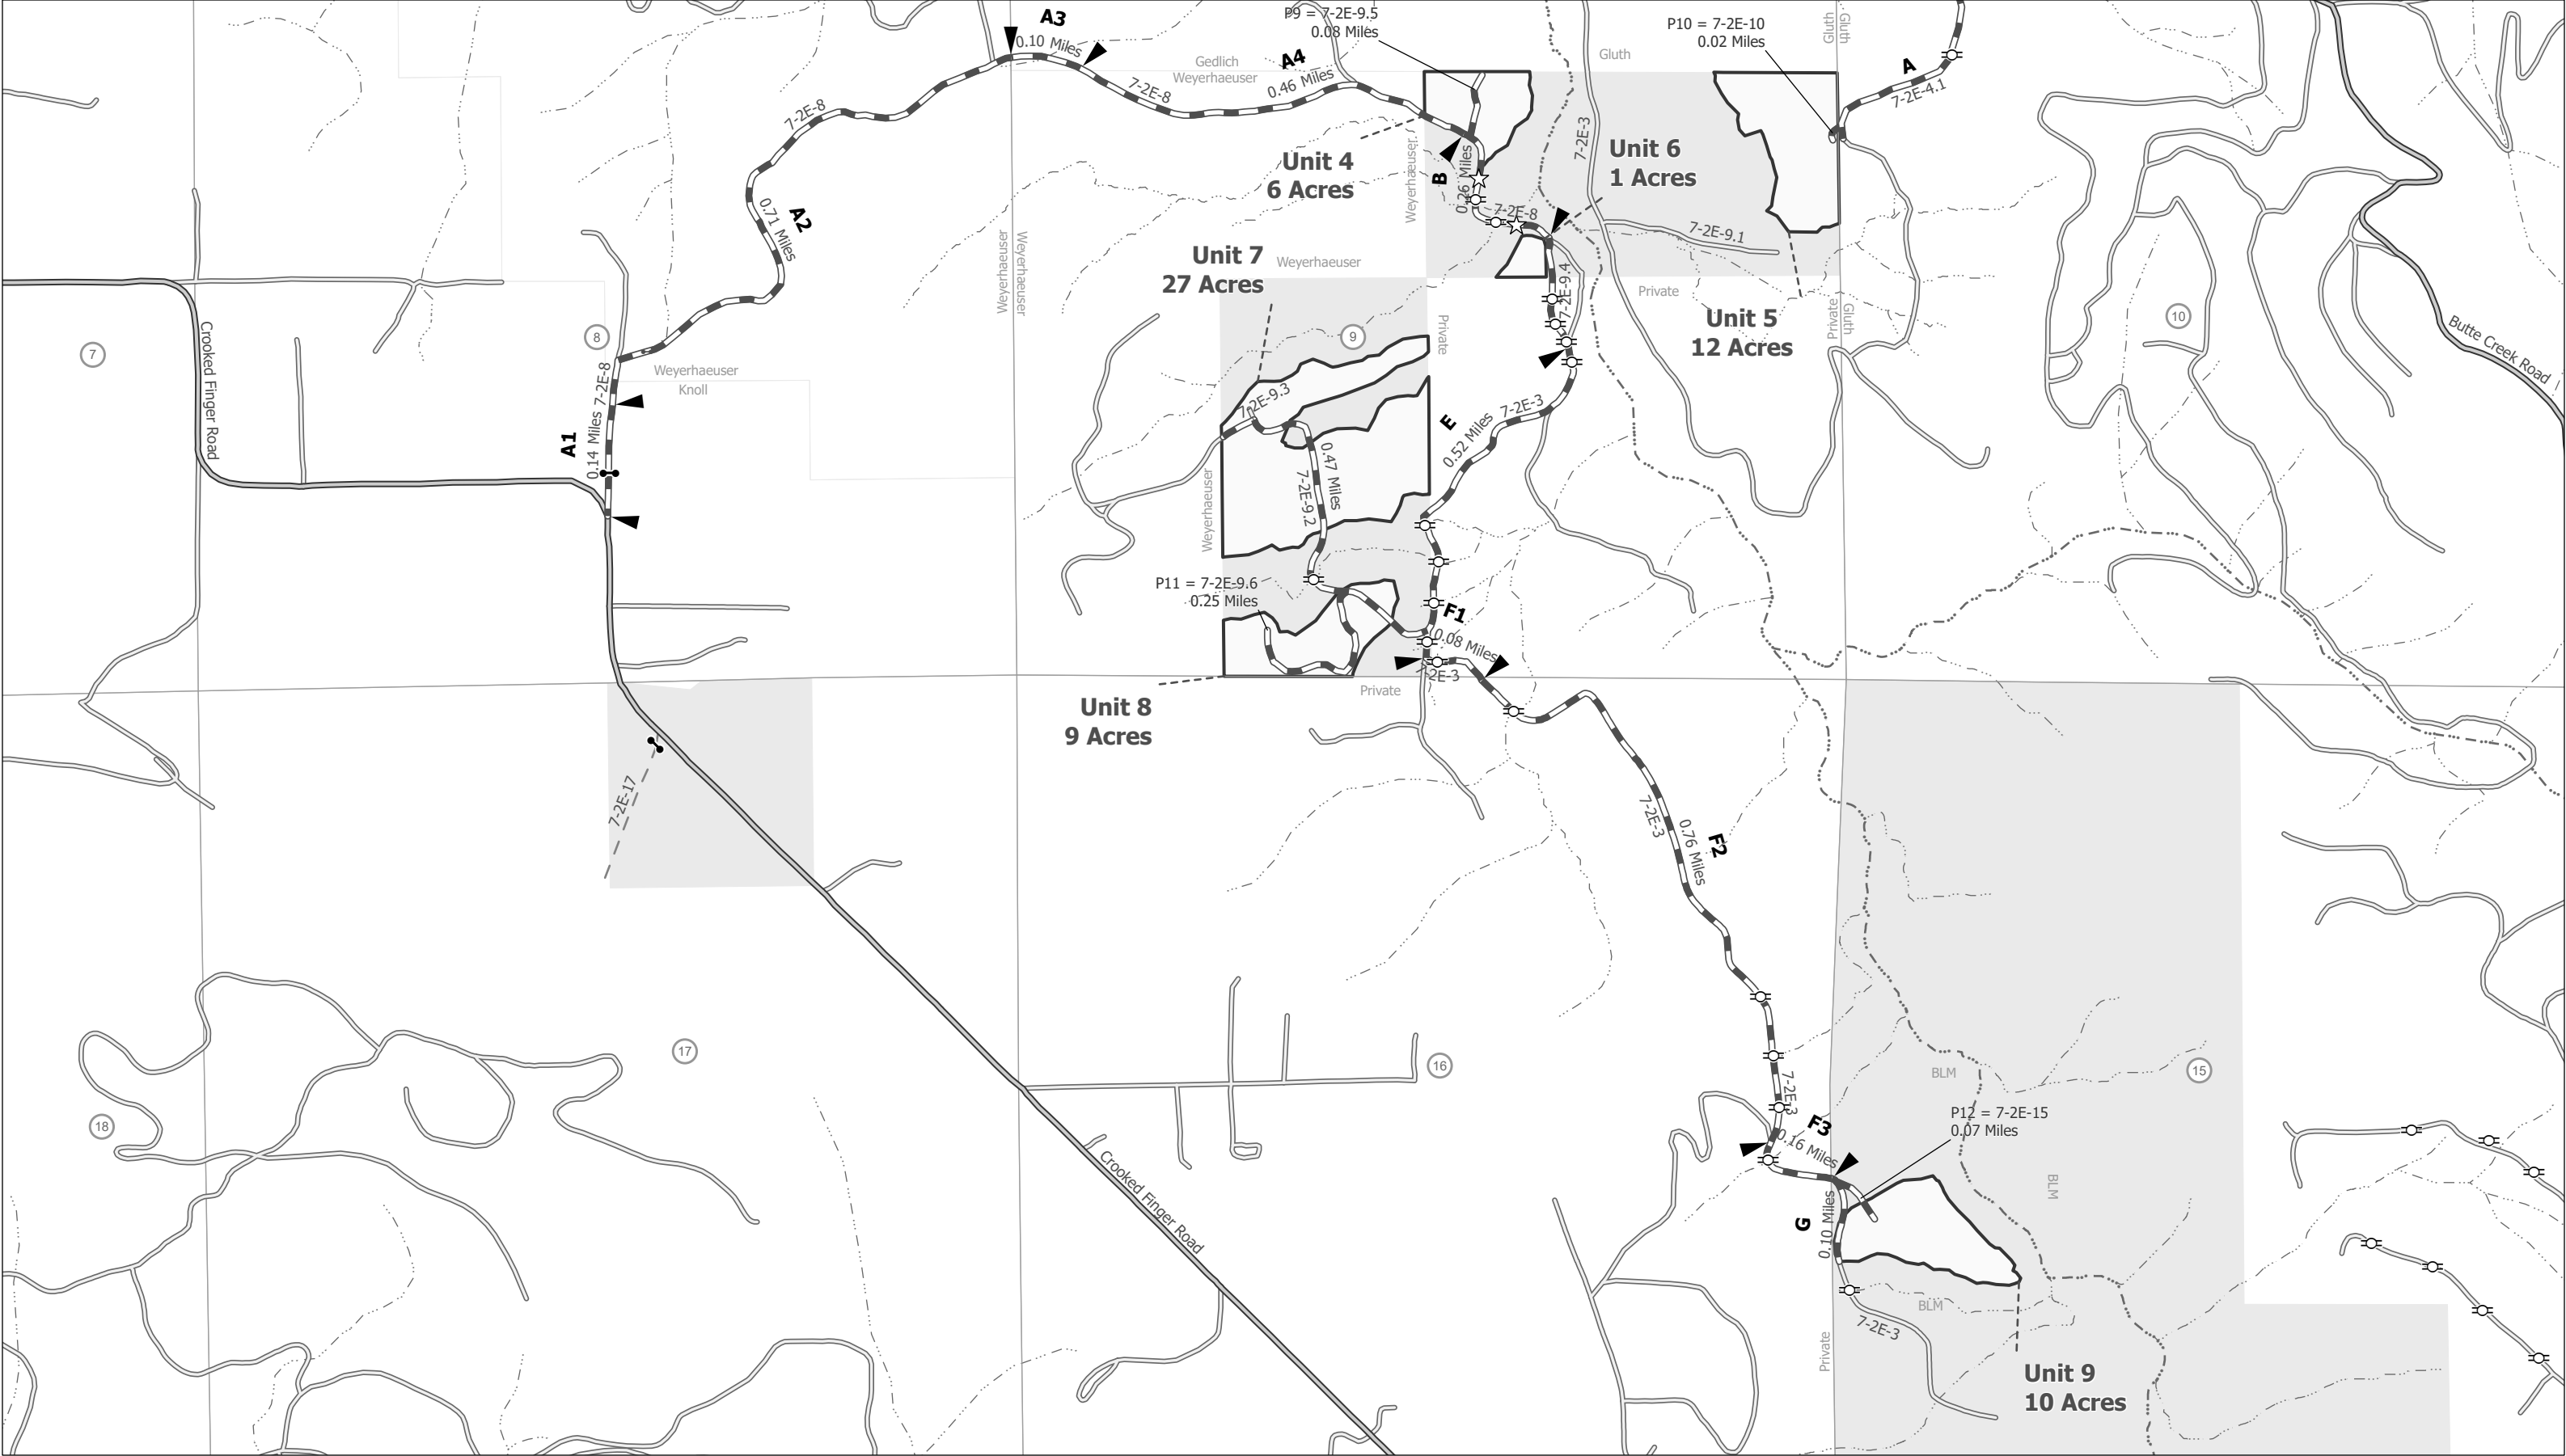 A3
0.10 Miles
P9 = 7-2E-9.5
0.08 Miles
Gedlich
Weyerhaeuser
A4
0.46 Miles
7-2E-8
7-2E-8
P10 = 7-2E-10
0.02 Miles
Gluth
Gluth
Gluth
A
7-2E-4.1
7-2E-3
Unit 4
6 Acres
Weyerhaeuser
B
0.26 Miles
7-2E-8
Unit 6
1 Acres
7-2E-9.1
A2
0.71 Miles
Weyerhaeuser
Weyerhaeuser
Unit 7
27 Acres
Weyerhaeuser
7-2E-9.4
Private
Unit 5
12 Acres
Private
Gluth
10
Butte Creek Road
7
Crooked Finger Road
8
9
Private
Weyerhaeuser
Knoll
7-2E-8
0.14 Miles
A1
7-2E-9.3
0.47 Miles
7-2E-9.2
Weyerhaeuser
E
0.52 Miles
7-2E-3
P11 = 7-2E-9.6
0.25 Miles
F1
0.08 Miles
Private
Unit 8
9 Acres
7-2E-17
7-2E-3
0.76 Miles
F2
17
16
18
BLM
15
7-2E-3
F3
0.16 Miles
P12 = 7-2E-15
0.07 Miles
BLM
G
0.10 Miles
Crooked Finger Road
BLM
7-2E-3
Private
Unit 9
10 Acres